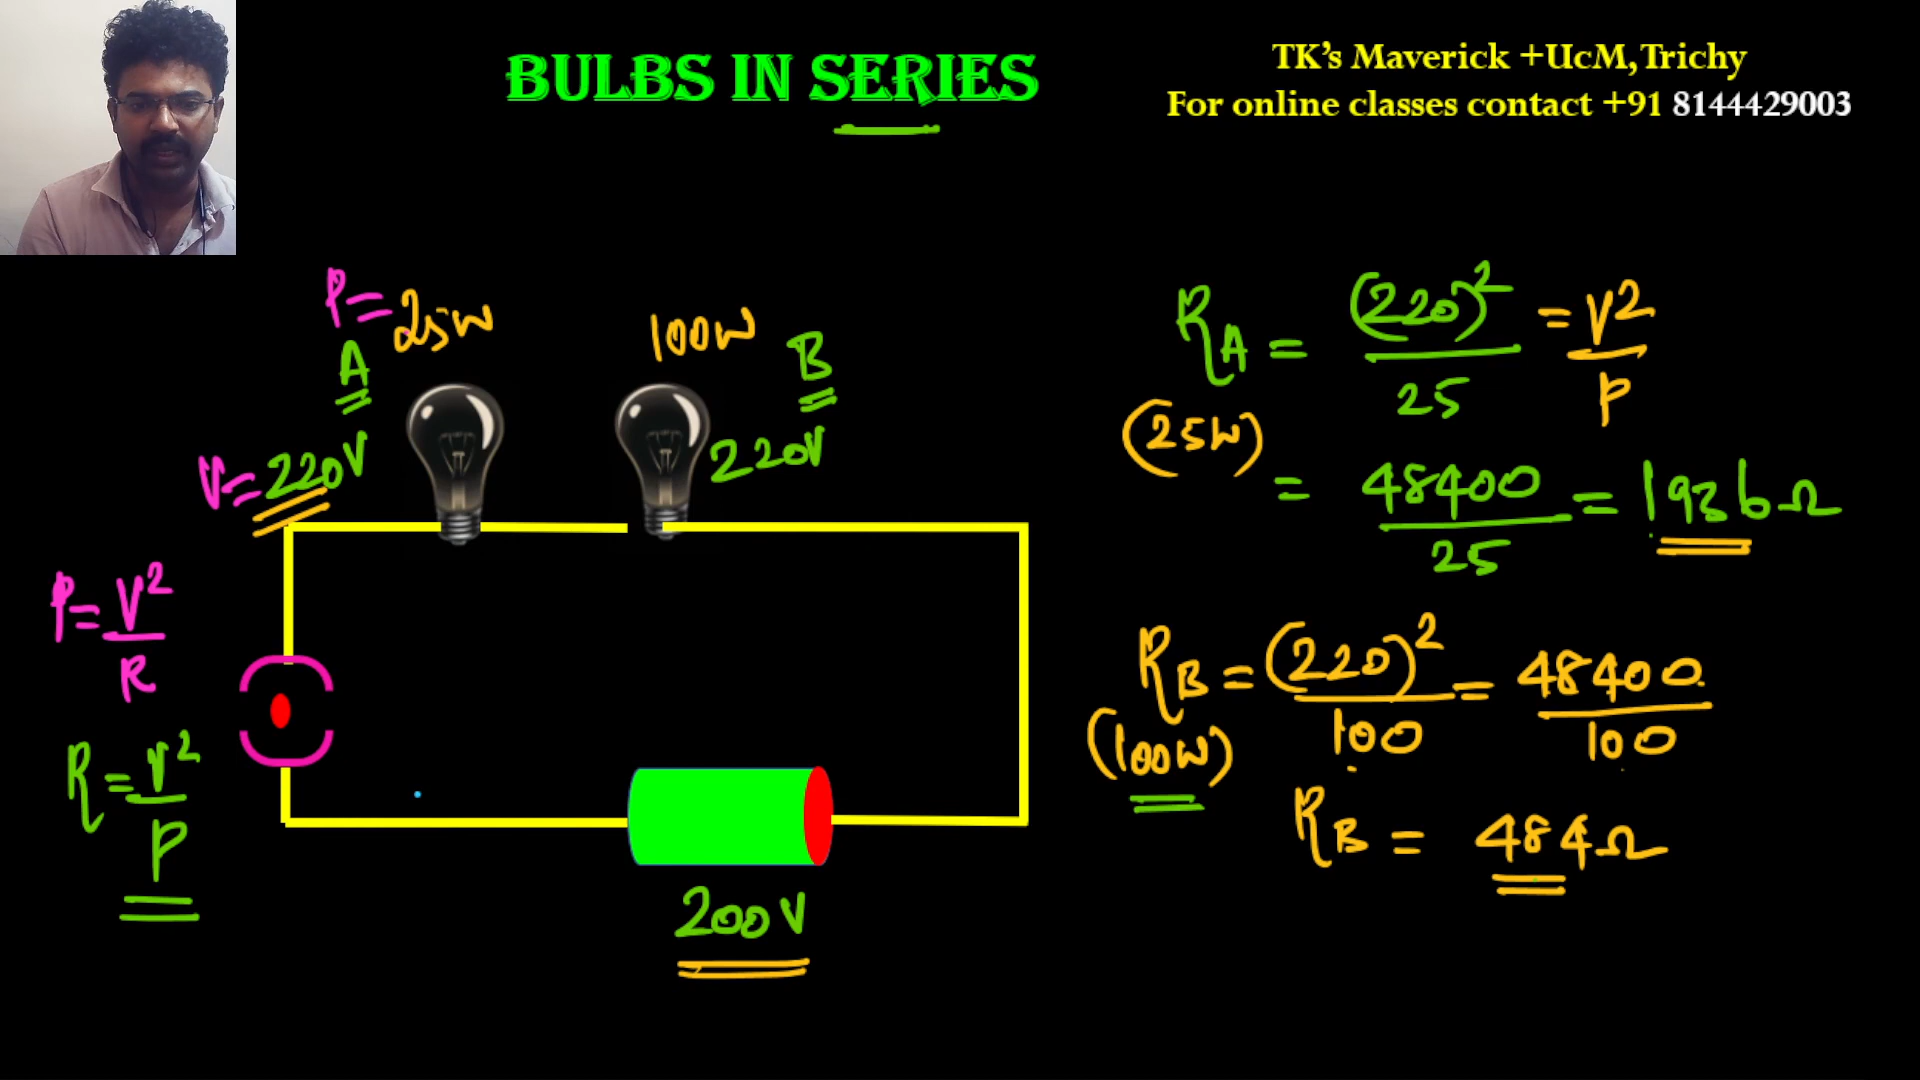 BULBS IN SERIES
TK's Maverick +UcM,Trichy
For online classes contact +91 8144429003
P= 25W
100W
A
B
V= 220V
220V
P= V²/R
R= V²/P
200V
R_A = (220)²/25 = V²/P
(25W)
= 48400/25 = 1936Ω
R_B = (220)²/100 = 48400/100
(100W)
R_B = 484Ω